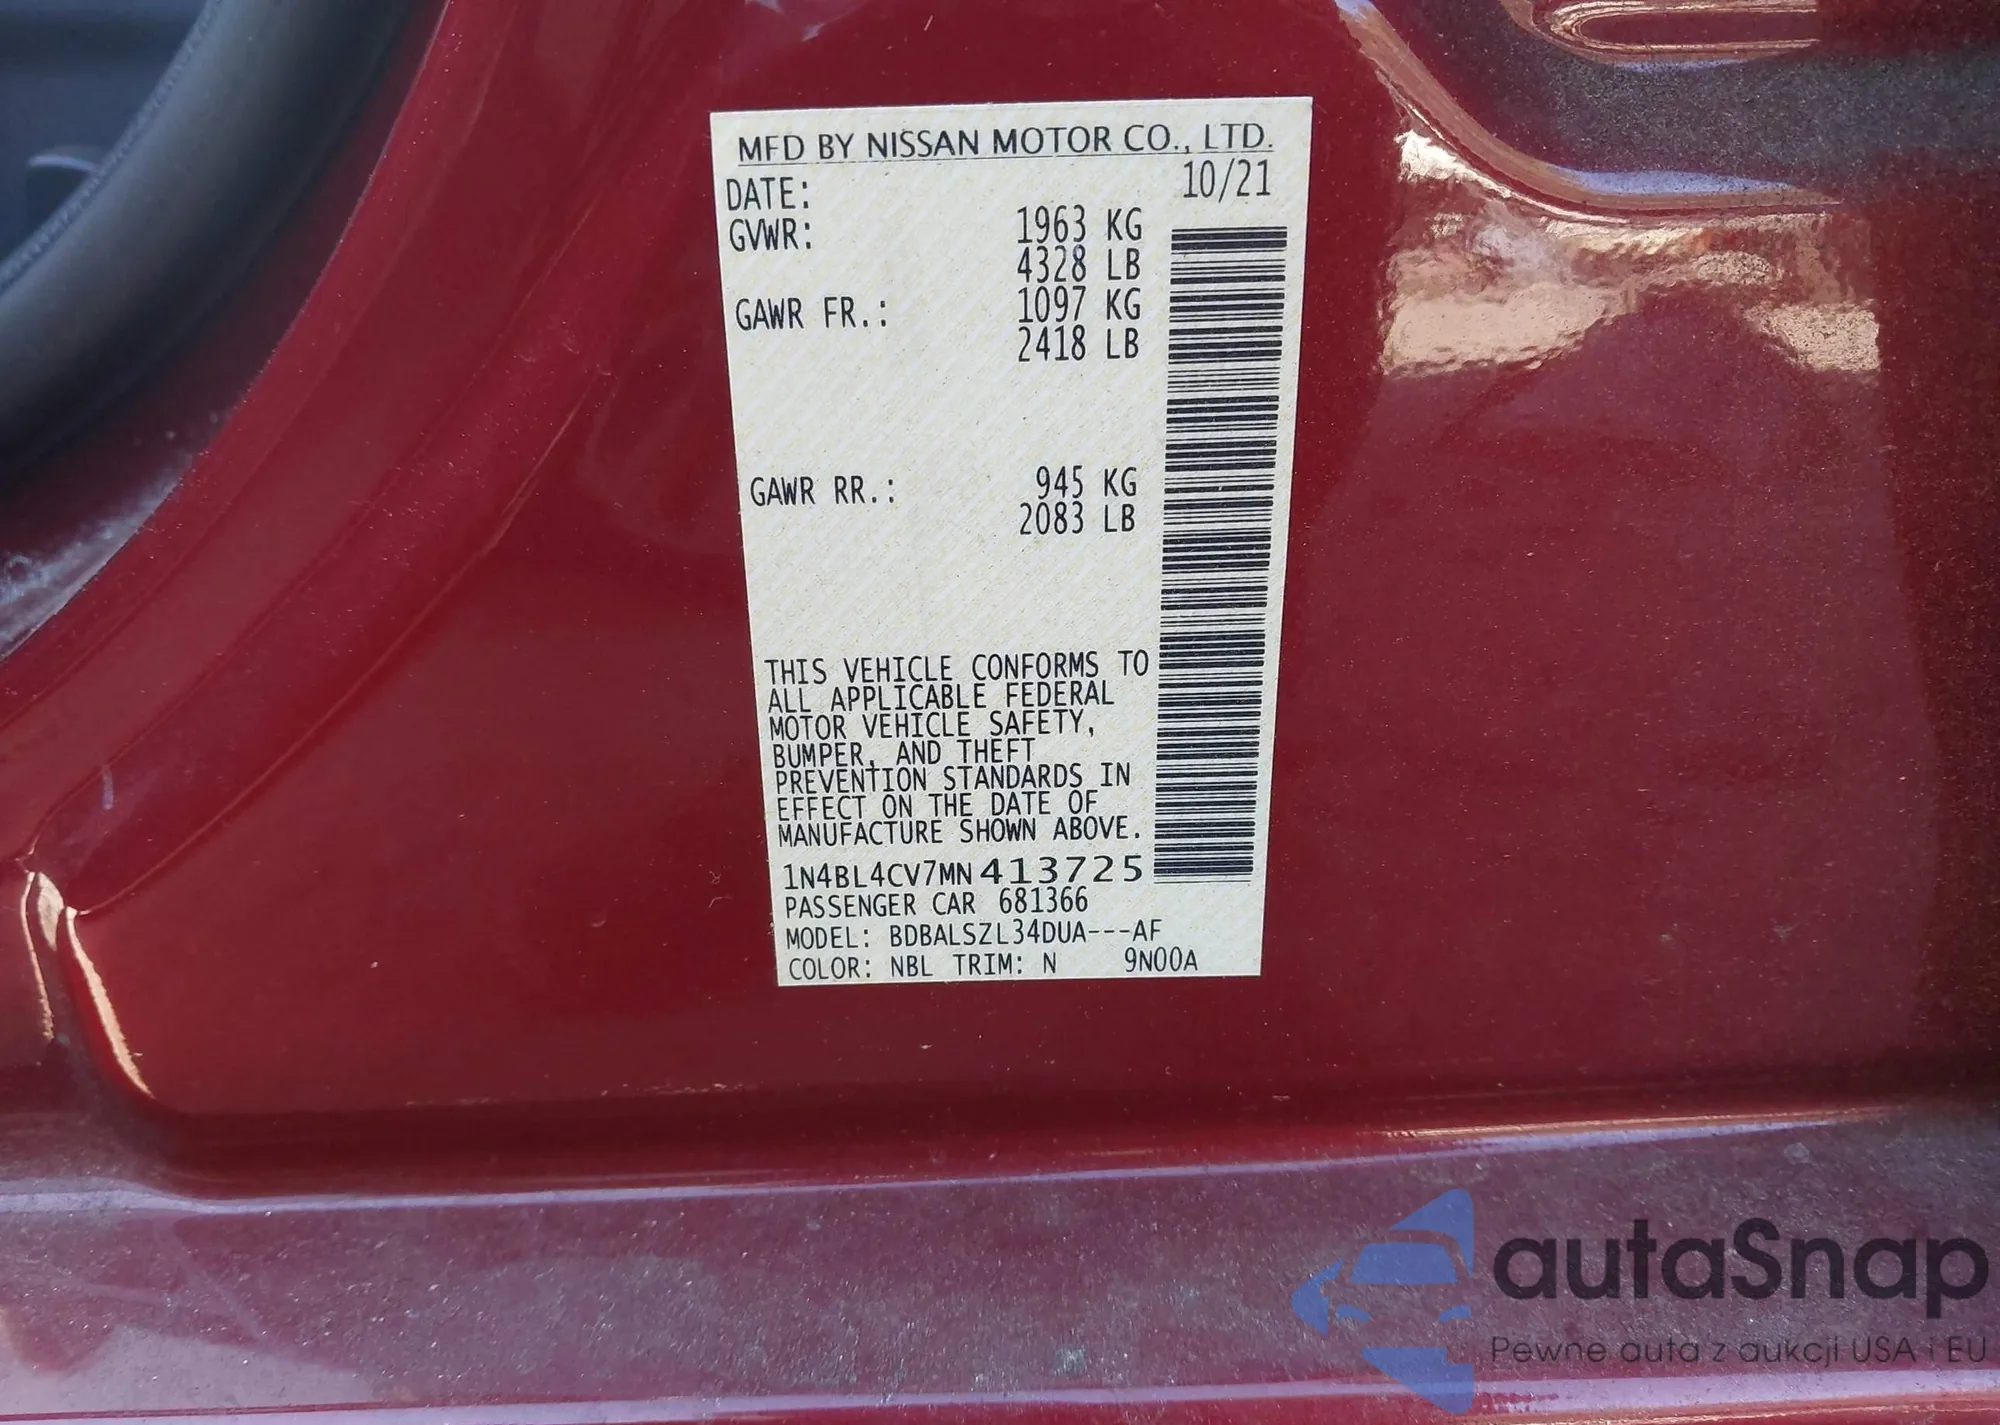 MFD BY NISSAN MOTOR CO., LTD.
DATE: 10/21
GVWR: 1963 KG
4328 LB
GAWR FR.: 1097 KG
2418 LB
GAWR RR.: 945 KG
2083 LB
THIS VEHICLE CONFORMS TO
ALL APPLICABLE FEDERAL
MOTOR VEHICLE SAFETY,
BUMPER, AND THEFT
PREVENTION STANDARDS IN
EFFECT ON THE DATE OF
MANUFACTURE SHOWN ABOVE.
1N4BL4CV7MN413725
PASSENGER CAR 681366
MODEL: BDBALSZL34DUA---AF
COLOR: NBL TRIM: N 9N00A
autaSnap
Pewne auta z aukcji USA i EU